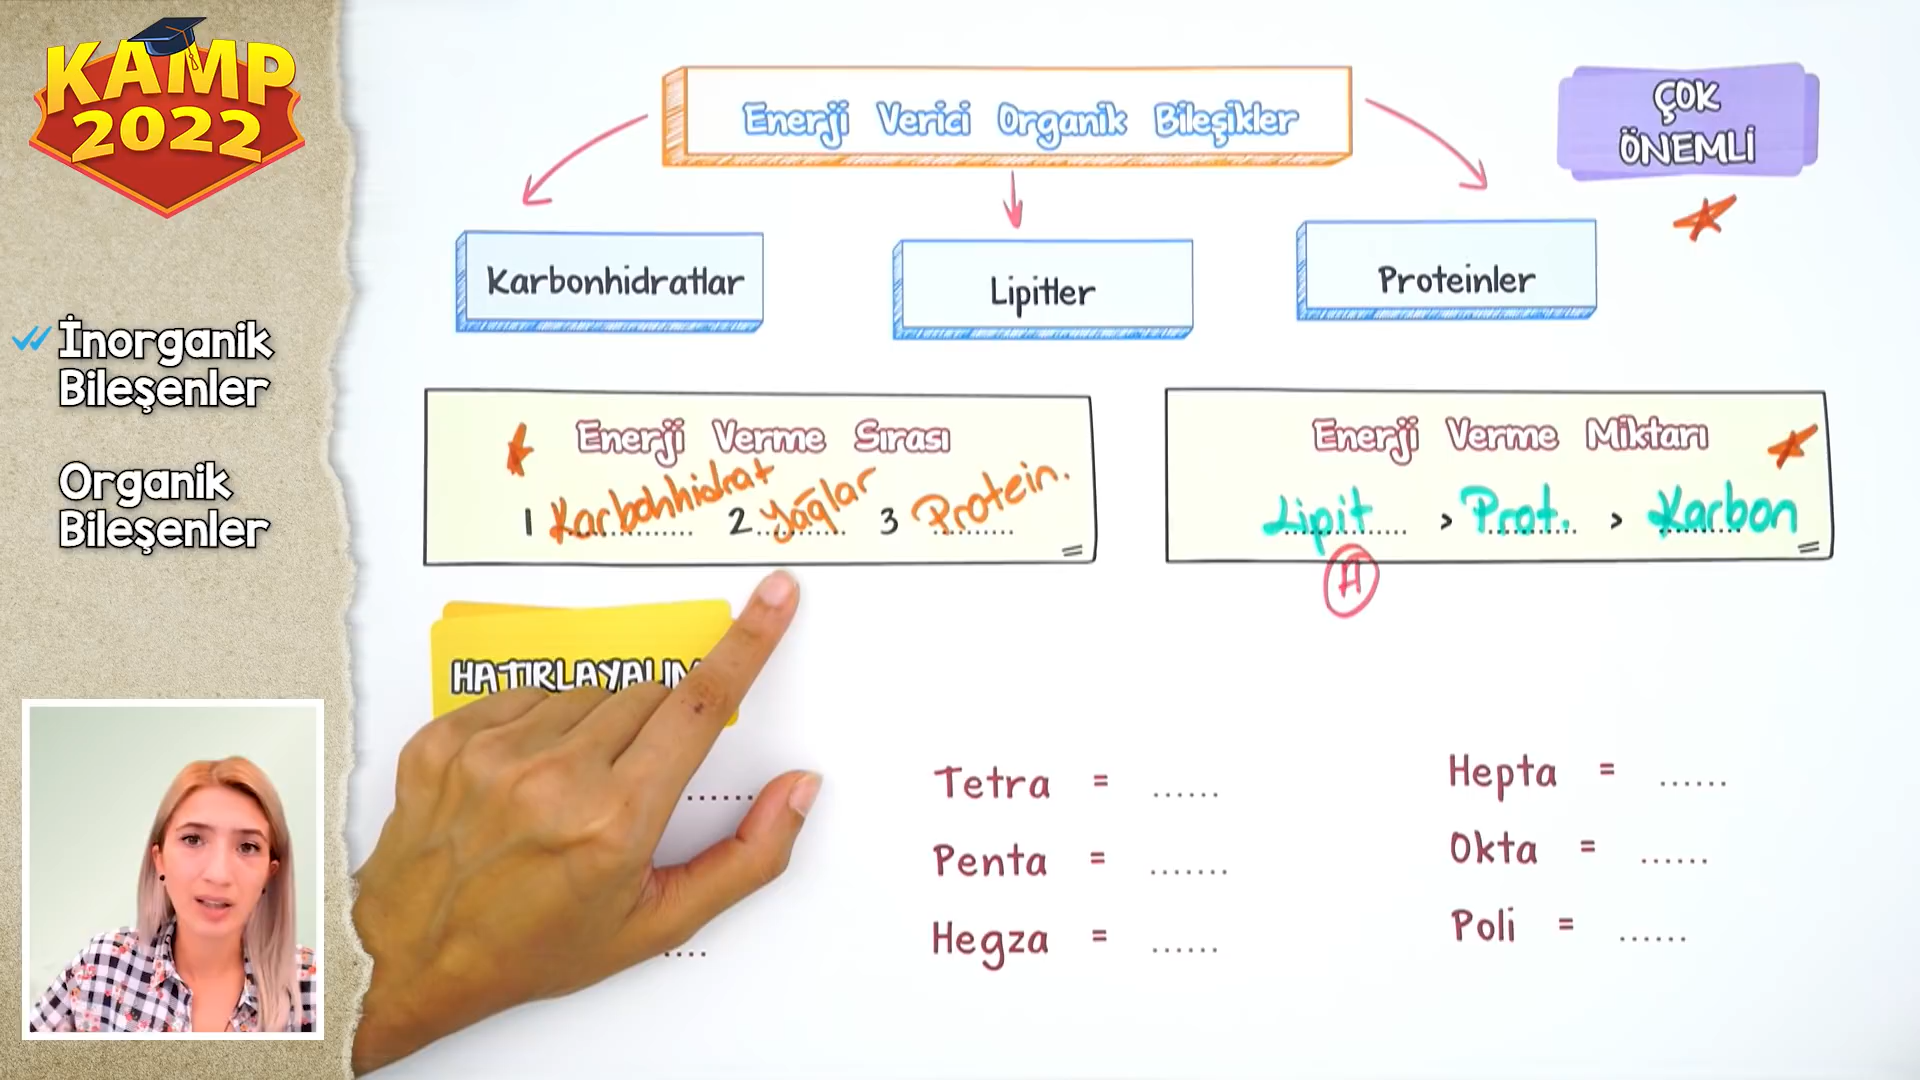 KAMP
2022
İnorganik
Bileşenler
Organik
Bileşenler
Enerji Verici Organik Bileşikler
ÇOK
ÖNEMLİ
Karbonhidratlar
Lipitler
Proteinler
Enerji Verme Sırası
1 Karbonhidrat 2 Yağlar 3 Protein.
Enerji Verme Miktarı
Lipit > Prot. > Karbon
H
HATIRLAYALIM
Tetra = ......
Penta = .......
Hegza = ......
Hepta = ......
Okta = ......
Poli = ......